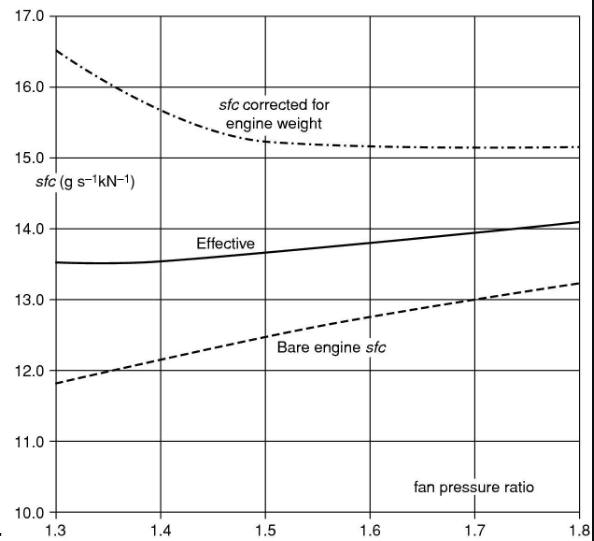 17.0
16.0
sfc corrected for
engine weight
15.0
sfc (g s⁻¹kN⁻¹)
14.0
Effective
13.0
12.0
Bare engine sfc
11.0
fan pressure ratio
10.0
1.3 1.4 1.5 1.6 1.7 1.8